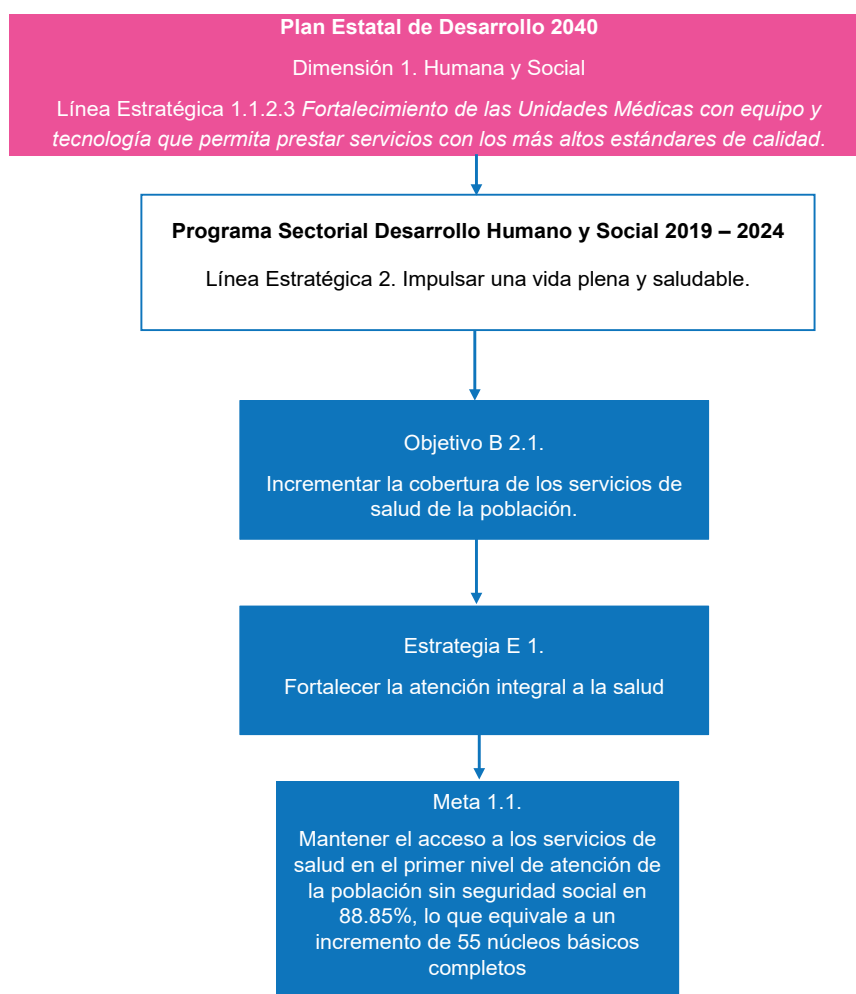 Plan Estatal de Desarrollo 2040
Dimensión 1. Humana y Social
Línea Estratégica 1.1.2.3 Fortalecimiento de las Unidades Médicas con equipo y
tecnología que permita prestar servicios con los más altos estándares de calidad.
Programa Sectorial Desarrollo Humano y Social 2019 – 2024
Línea Estratégica 2. Impulsar una vida plena y saludable.
Objetivo B 2.1.
Incrementar la cobertura de los servicios de
salud de la población.
Estrategia E 1.
Fortalecer la atención integral a la salud
Meta 1.1.
Mantener el acceso a los servicios de
salud en el primer nivel de atención de
la población sin seguridad social en
88.85%, lo que equivale a un
incremento de 55 núcleos básicos
completos